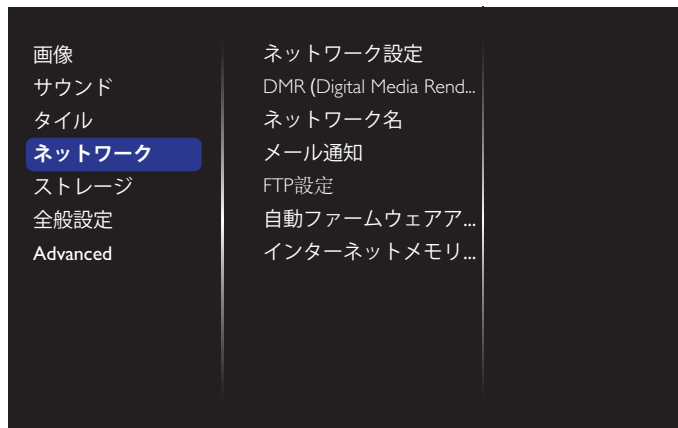 画像
サウンド
タイル
ネットワーク
ストレージ
全般設定
Advanced
ネットワーク設定
DMR (Digital Media Rend...
ネットワーク名
メール通知
FTP設定
自動ファームウェアア...
インターネットメモリ...